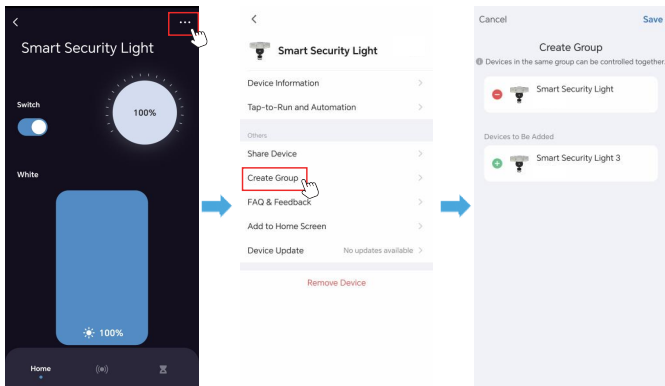 Smart Security Light
Switch
100%
White
100%
Home
Smart Security Light
Device Information
Tap-to-Run and Automation
Others
Share Device
Create Group
FAQ & Feedback
Add to Home Screen
Device Update No updates available
Remove Device
Cancel Save
Create Group
Devices in the same group can be controlled together.
Smart Security Light
Devices to Be Added
Smart Security Light 3